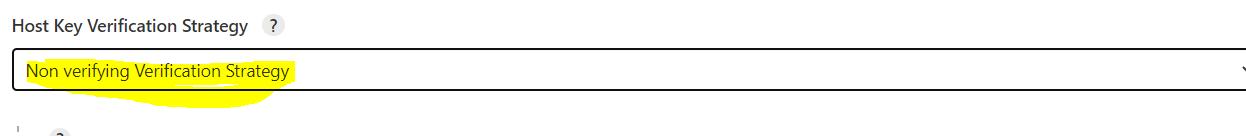 Host Key Verification Strategy ?
Non verifying Verification Strategy
?